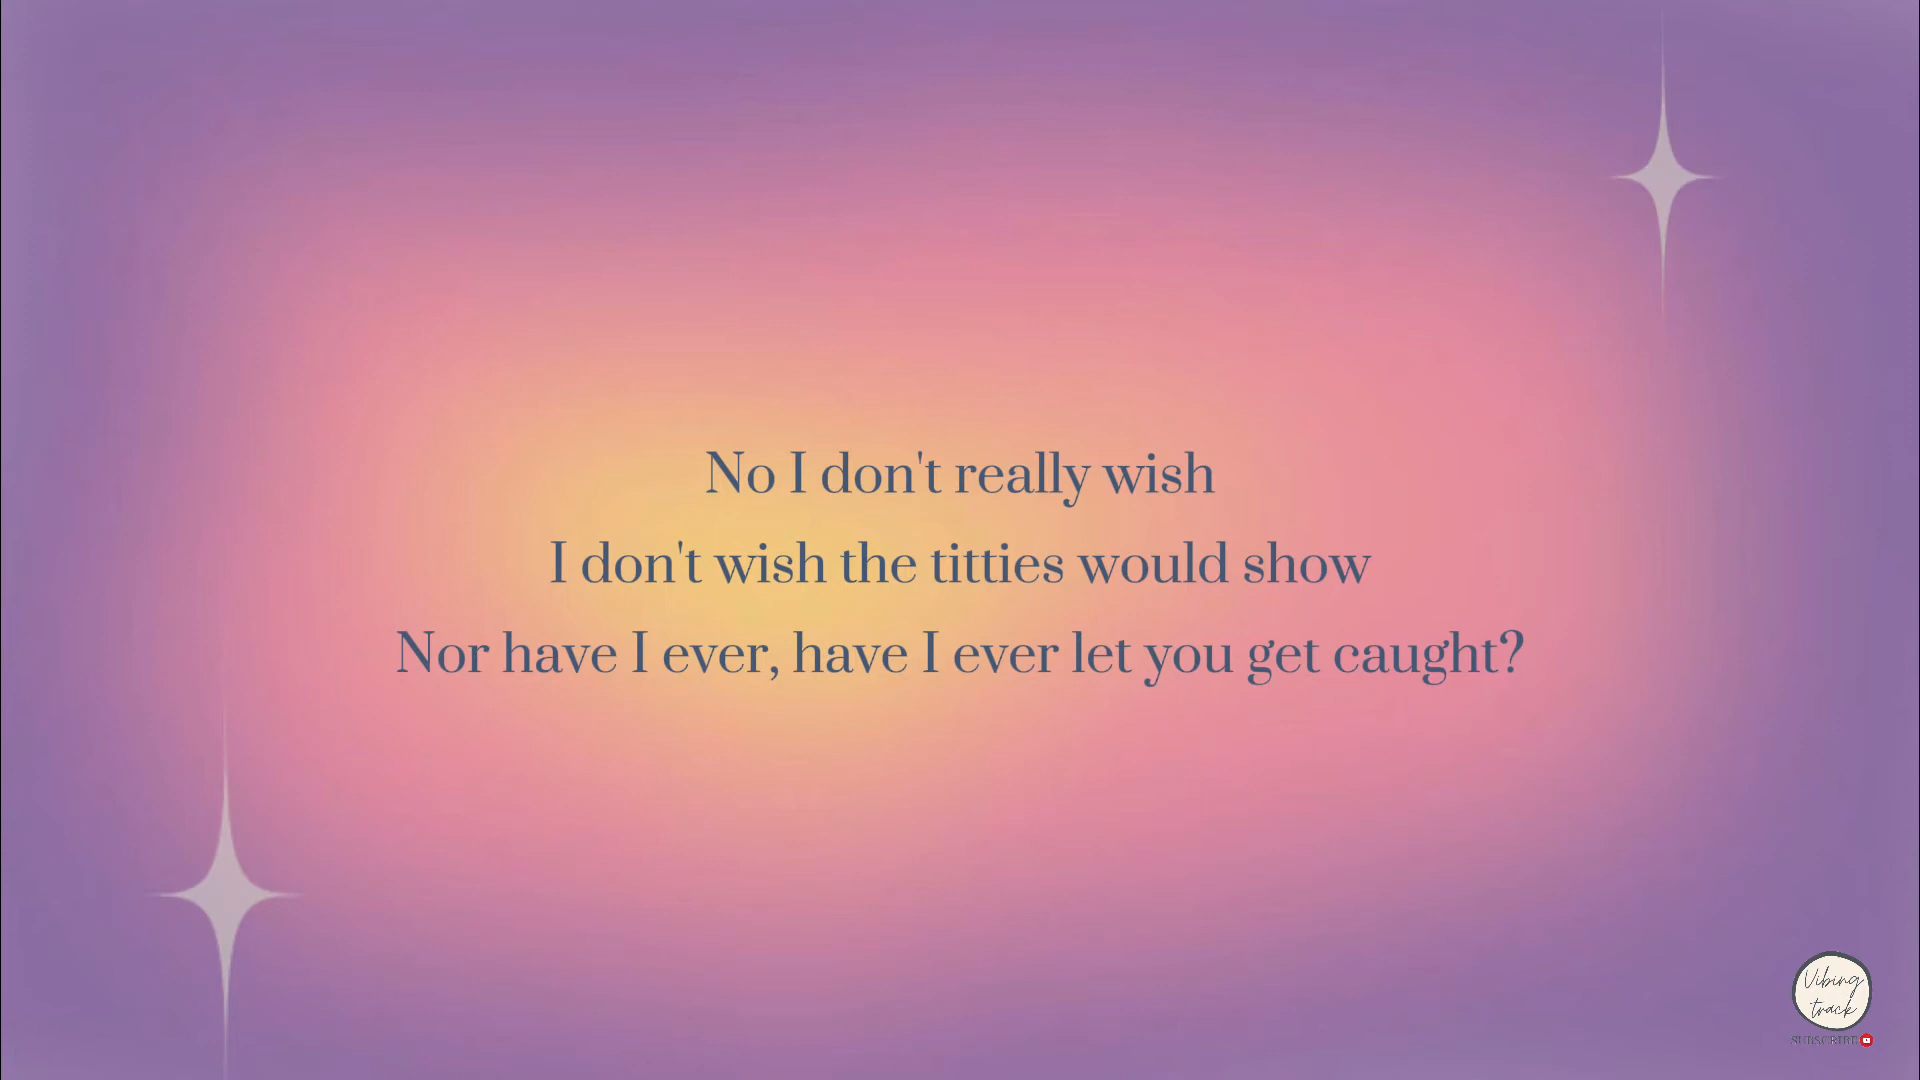 No I don't really wish
I don't wish the titties would show
Nor have I ever, have I ever let you get caught?
Vibing
track
SUBSCRIBE